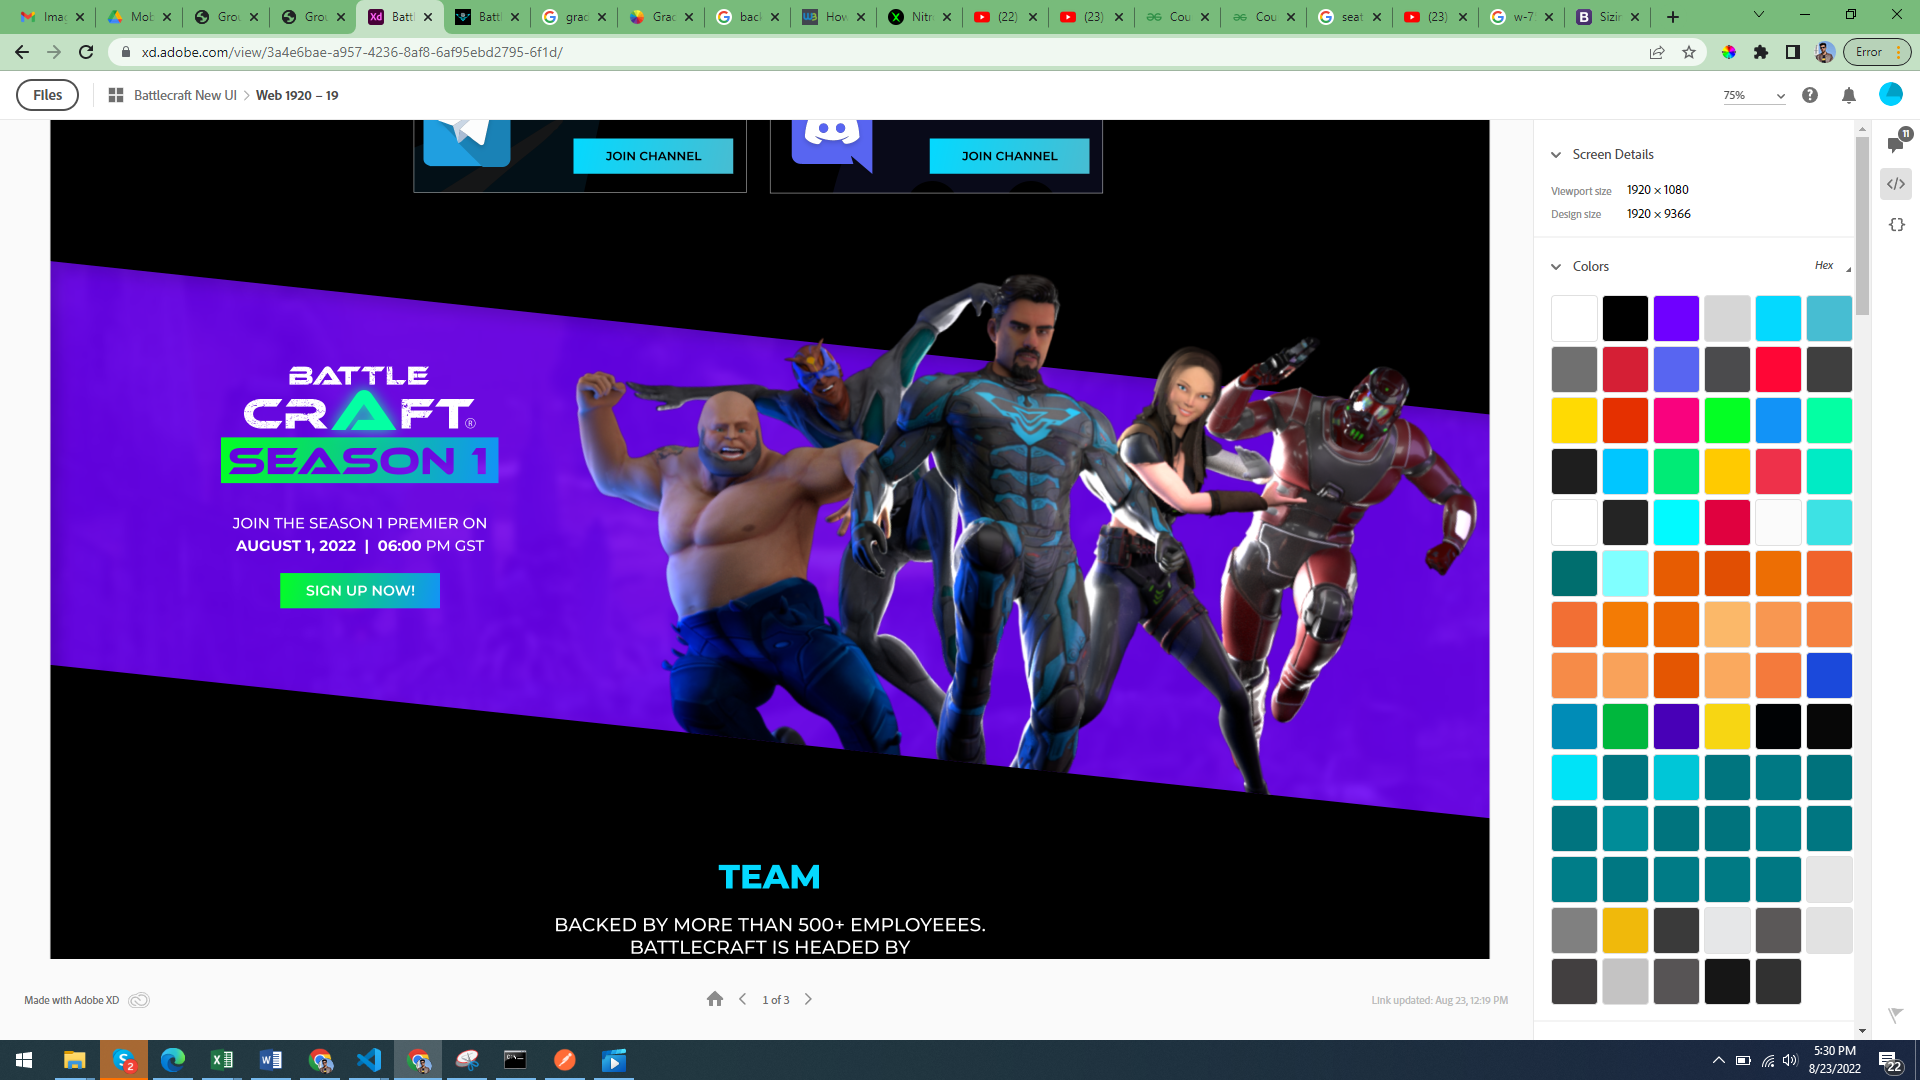 Imag
Mob
Grou
Grou
Xd Battl
Battl
grad
Grad
back
How
Nitr
(22)
(23)
Cou
Cou
seat
(23)
w-7
Sizin
xd.adobe.com/view/3a4e6bae-a957-4236-8af8-6af95ebd2795-6f1d/
Error
Files
Battlecraft New UI > Web 1920 – 19
75%
11
JOIN CHANNEL
JOIN CHANNEL
BATTLE
CRAFT®
SEASON 1
JOIN THE SEASON 1 PREMIER ON
AUGUST 1, 2022 | 06:00 PM GST
SIGN UP NOW!
TEAM
BACKED BY MORE THAN 500+ EMPLOYEEES.
BATTLECRAFT IS HEADED BY
Screen Details
Viewport size 1920 × 1080
Design size 1920 × 9366
Colors
Hex
Made with Adobe XD
1 of 3
Link updated: Aug 23, 12:19 PM
2
5:30 PM
8/23/2022
22